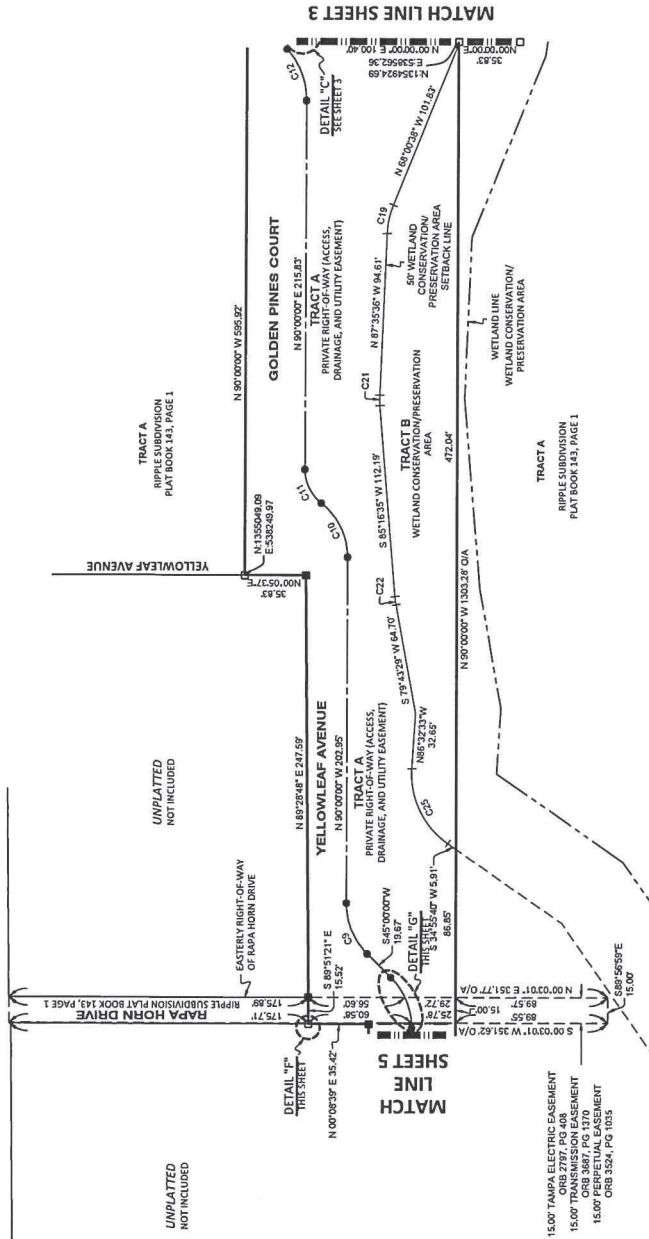 MATCH LINE SHEET 3
C12
DETAIL "C"
SEE SHEET 3
N 00°00'00" E 100.40'
N:1354924.69
E:538562.36
N00°00'00"E
35.83'
TRACT A
RIPPLE SUBDIVISION
PLAT BOOK 143, PAGE 1
N 90°00'00" W 595.92'
GOLDEN PINES COURT
N 90°00'00" E 215.83'
TRACT A
PRIVATE RIGHT-OF-WAY (ACCESS,
DRAINAGE, AND UTILITY EASEMENT)
N 68°00'38" W 101.83'
C19
50' WETLAND
CONSERVATION/
PRESERVATION AREA
SETBACK LINE
N 87°35'36" W 94.61'
C21
WETLAND LINE
WETLAND CONSERVATION/
PRESERVATION AREA
N:1355049.09
E:538249.97
YELLOWLEAF AVENUE
N00°05'37"E
35.83'
C11
C10
S 85°16'35" W 112.19'
TRACT B
WETLAND CONSERVATION/PRESERVATION
AREA
472.04'
N 90°00'00" W 1303.28' O/A
TRACT A
RIPPLE SUBDIVISION
PLAT BOOK 143, PAGE 1
C22
S 79°43'29" W 64.70'
UNPLATTED
NOT INCLUDED
N 89°28'48" E 247.59'
YELLOWLEAF AVENUE
N 90°00'00" W 202.95'
TRACT A
PRIVATE RIGHT-OF-WAY (ACCESS,
DRAINAGE, AND UTILITY EASEMENT)
N86°32'33"W
32.65'
C25
EASTERLY RIGHT-OF-WAY
OF RAPA HORN DRIVE
S 89°51'21" E
15.52'
C9
S45°00'00"W
19.67'
DETAIL "G"
THIS SHEET
S 34°55'40" W 5.91'
86.85'
RIPPLE SUBDIVISION PLAT BOOK 143, PAGE 1
175.89'
56.60'
29.72'
N 00°03'01" E 351.77' O/A
89.57'
S89°56'59"E
15.00'
RAPA HORN DRIVE
175.71'
60.58'
25.78'
15.00'
S 00°03'01" W 351.62' O/A
89.55'
DETAIL "F"
THIS SHEET
N 00°08'39" E 35.42'
MATCH
LINE
SHEET 5
UNPLATTED
NOT INCLUDED
15.00' TAMPA ELECTRIC EASEMENT
ORB 2797, PG 408
15.00' TRANSMISSION EASEMENT
ORB 3687, PG 1370
15.00' PERPETUAL EASEMENT
ORB 3524, PG 1035